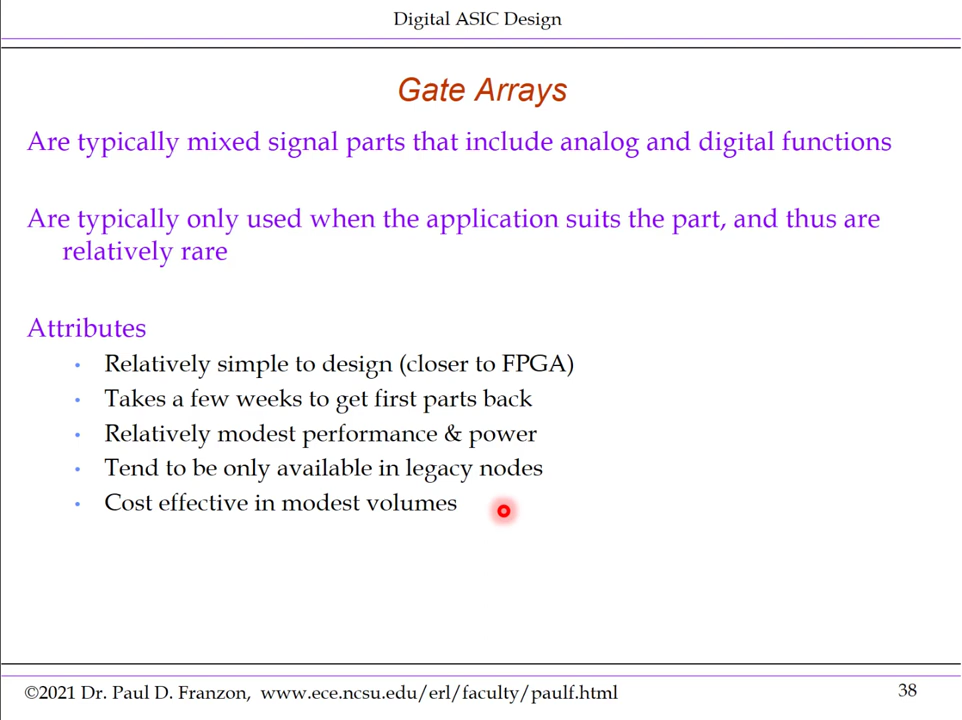 Digital ASIC Design
Gate Arrays
Are typically mixed signal parts that include analog and digital functions
Are typically only used when the application suits the part, and thus are
relatively rare
Attributes
• Relatively simple to design (closer to FPGA)
• Takes a few weeks to get first parts back
• Relatively modest performance & power
• Tend to be only available in legacy nodes
• Cost effective in modest volumes
©2021 Dr. Paul D. Franzon, www.ece.ncsu.edu/erl/faculty/paulf.html
38